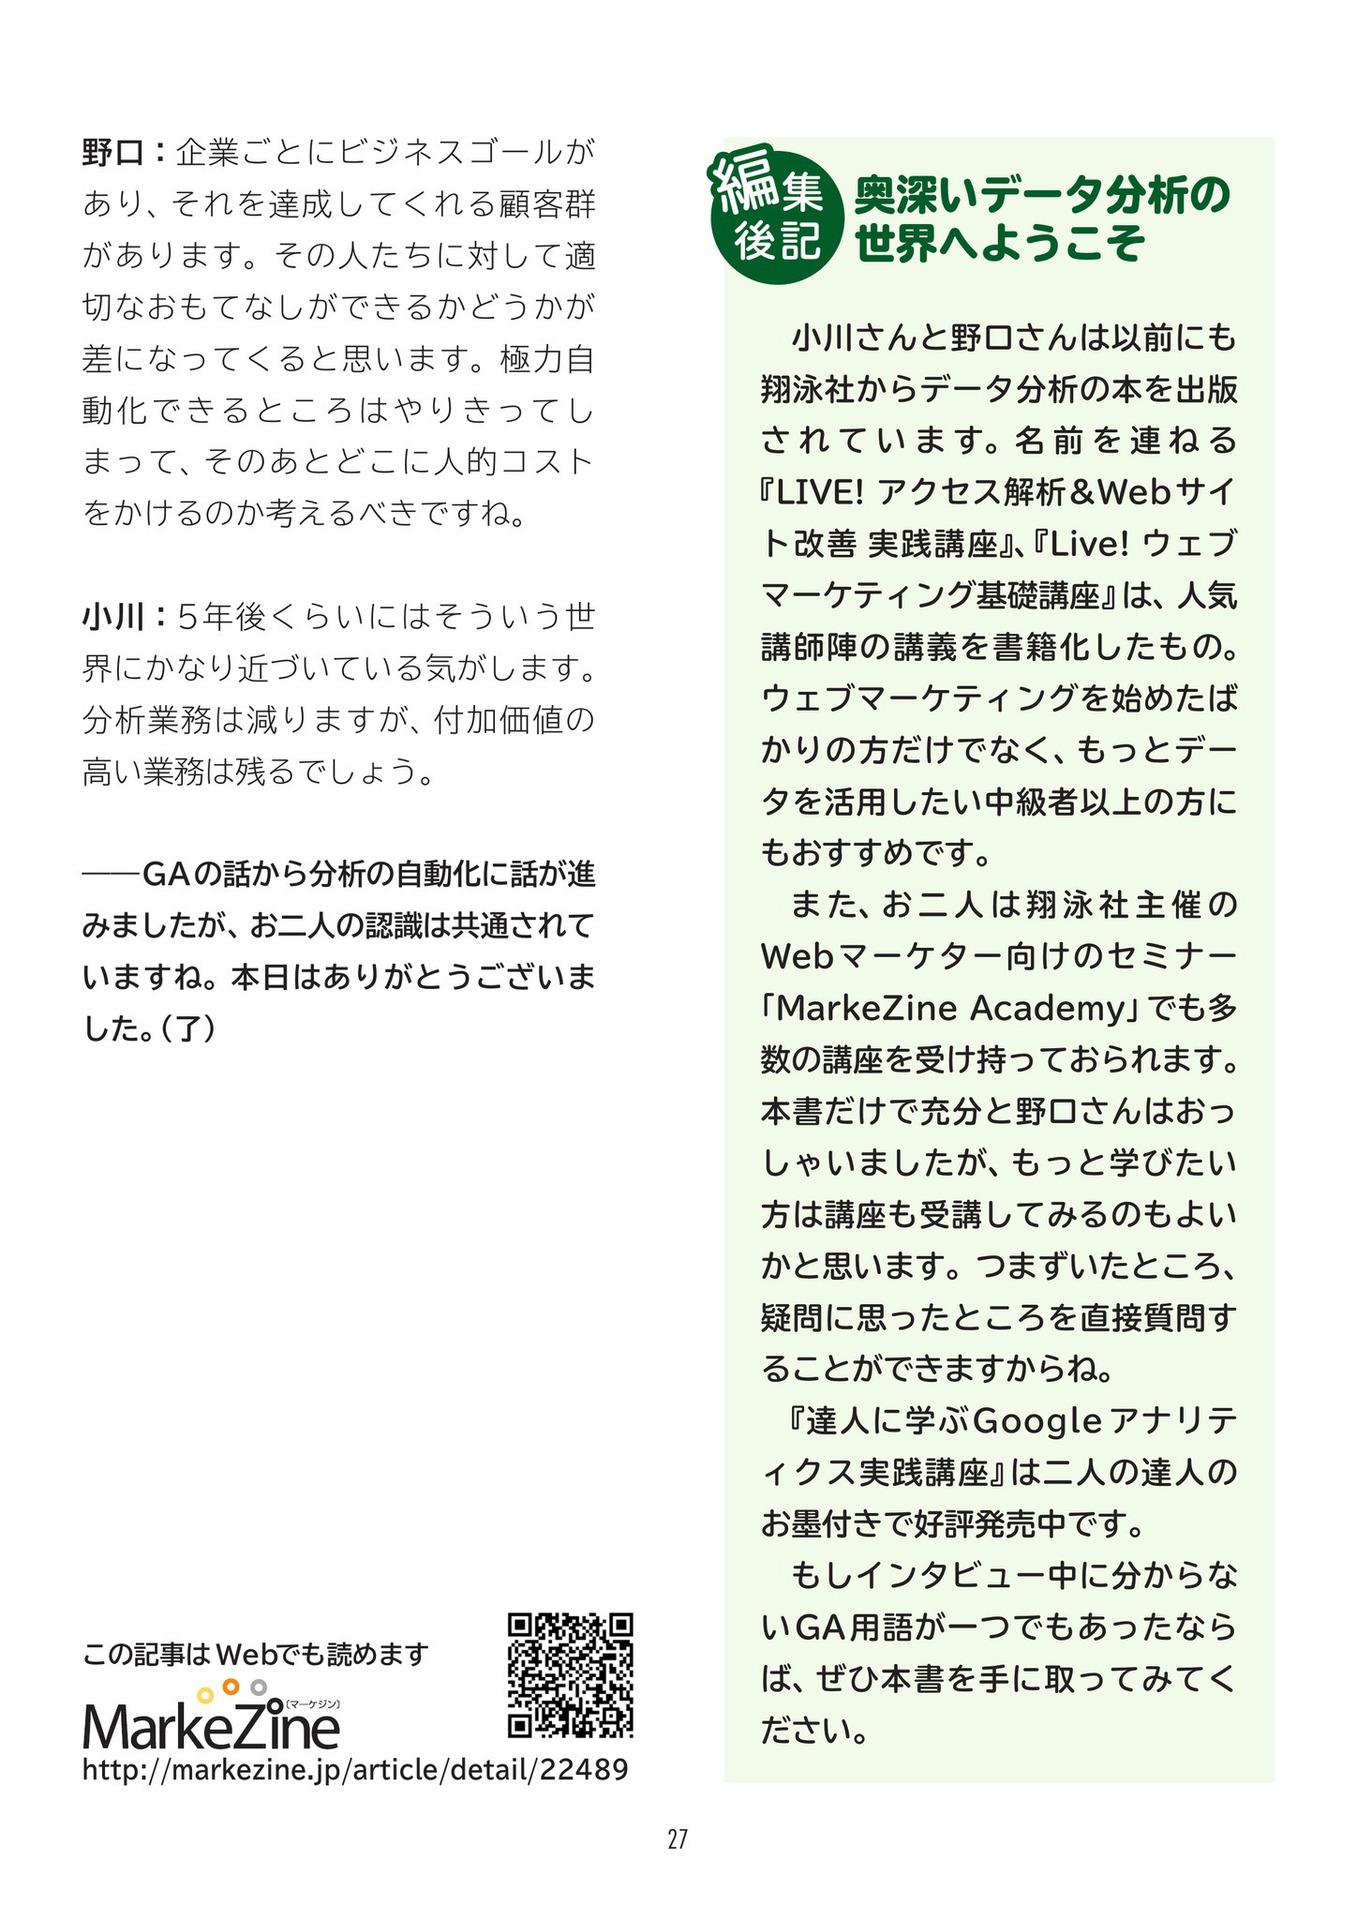 野口：企業ごとにビジネスゴールが
あり、それを達成してくれる顧客群
があります。その人たちに対して適
切なおもてなしができるかどうかが
差になってくると思います。極力自
動化できるところはやりきってし
まって、そのあとどこに人的コスト
をかけるのか考えるべきですね。
小川：5年後くらいにはそういう世
界にかなり近づいている気がします。
分析業務は減りますが、付加価値の
高い業務は残るでしょう。
――GAの話から分析の自動化に話が進
みましたが、お二人の認識は共通されて
いますね。本日はありがとうございま
した。（了）
この記事はWebでも読めます
MarkeZine〔マーケジン〕
http://markezine.jp/article/detail/22489
編集
後記
奥深いデータ分析の
世界へようこそ
小川さんと野口さんは以前にも
翔泳社からデータ分析の本を出版
されています。名前を連ねる
『LIVE! アクセス解析&Webサイ
ト改善 実践講座』、『Live! ウェブ
マーケティング基礎講座』は、人気
講師陣の講義を書籍化したもの。
ウェブマーケティングを始めたば
かりの方だけでなく、もっとデー
タを活用したい中級者以上の方に
もおすすめです。
また、お二人は翔泳社主催の
Webマーケター向けのセミナー
「MarkeZine Academy」でも多
数の講座を受け持っておられます。
本書だけで充分と野口さんはおっ
しゃいましたが、もっと学びたい
方は講座も受講してみるのもよい
かと思います。つまずいたところ、
疑問に思ったところを直接質問す
ることができますからね。
『達人に学ぶGoogleアナリテ
ィクス実践講座』は二人の達人の
お墨付きで好評発売中です。
もしインタビュー中に分からな
いGA用語が一つでもあったなら
ば、ぜひ本書を手に取ってみてく
ださい。
27